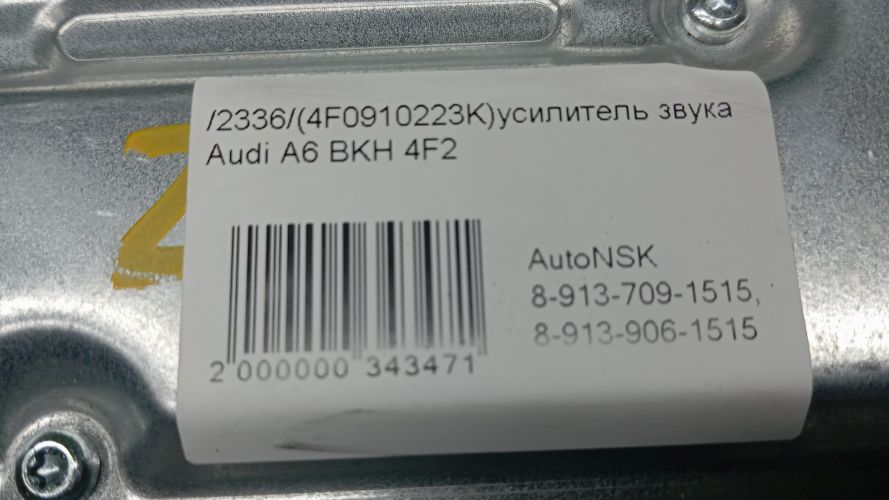 /2336/(4F0910223K)усилитель звука
Audi A6 BKH 4F2
AutoNSK
8-913-709-1515,
8-913-906-1515
2 000000 343471